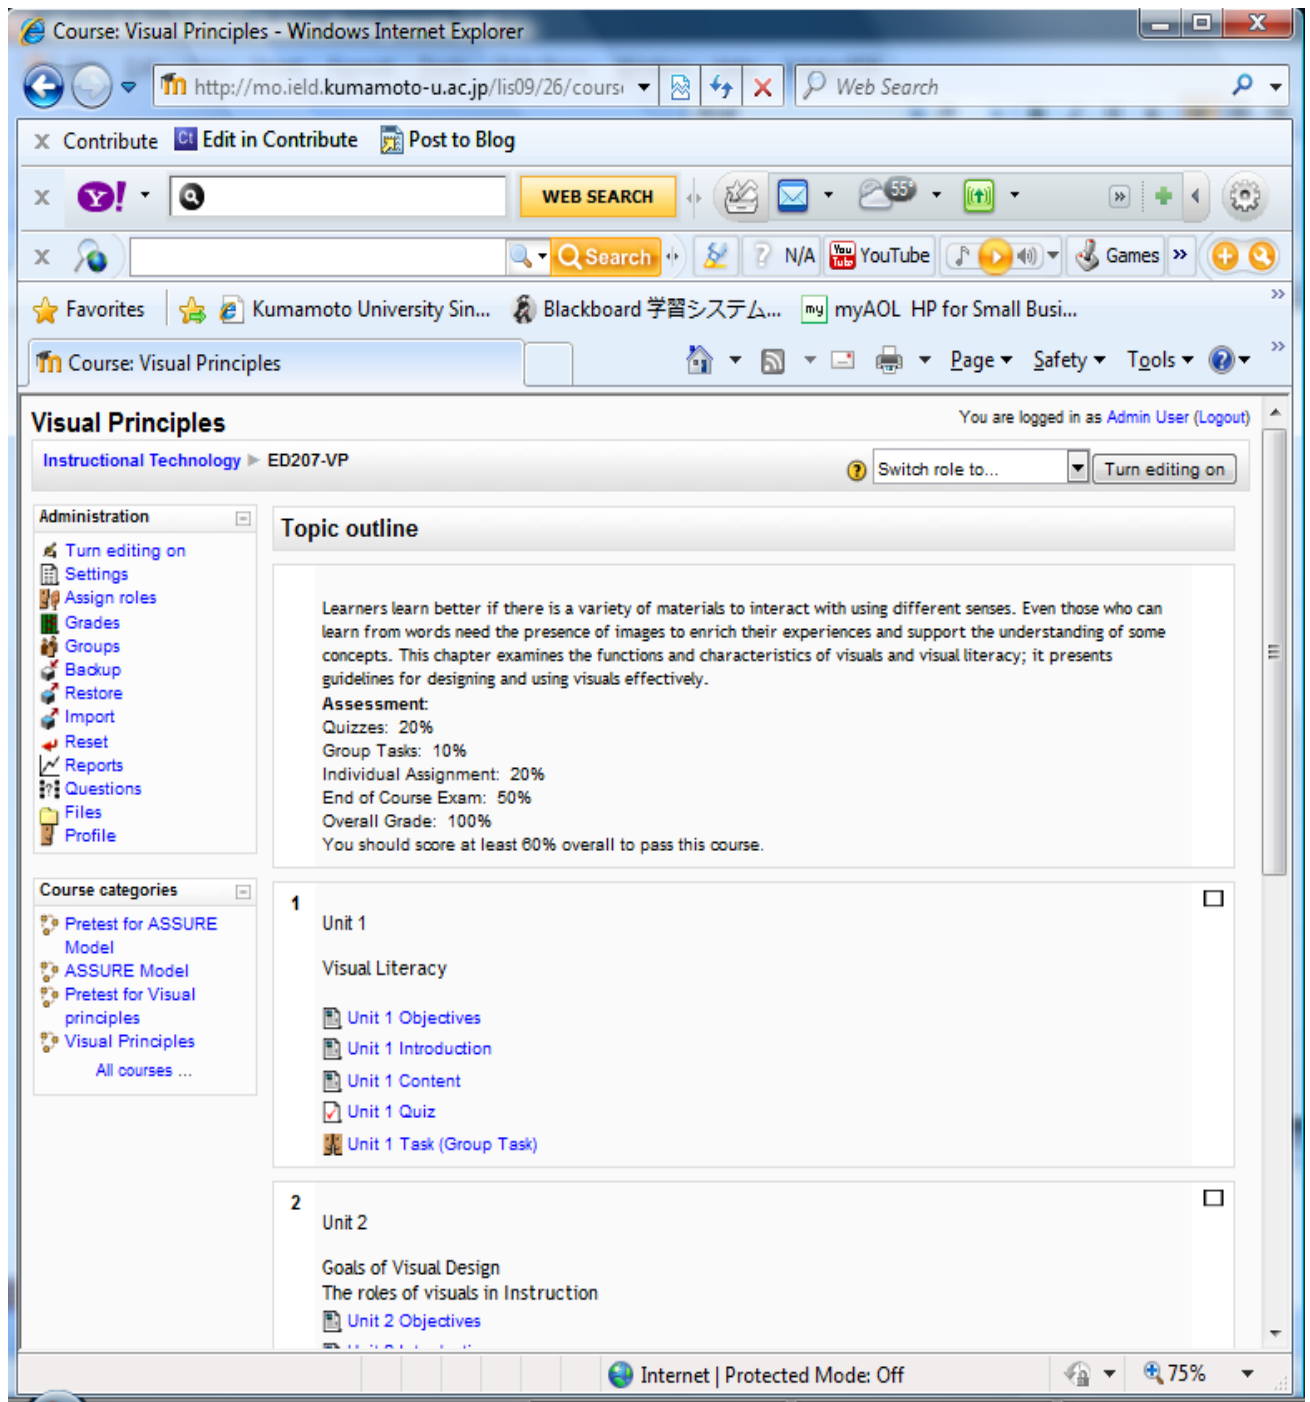 Course: Visual Principles - Windows Internet Explorer
http://mo.ield.kumamoto-u.ac.jp/lis09/26/cours
Web Search
x Contribute Edit in Contribute Post to Blog
x Y! WEB SEARCH 55°
x Search N/A YouTube Games »
Favorites Kumamoto University Sin... Blackboard 学習システム... my myAOL HP for Small Busi... »
Course: Visual Principles Page Safety Tools »
Visual Principles
You are logged in as Admin User (Logout)
Instructional Technology ► ED207-VP
Switch role to... Turn editing on
Administration
Turn editing on
Settings
Assign roles
Grades
Groups
Backup
Restore
Import
Reset
Reports
Questions
Files
Profile
Course categories
Pretest for ASSURE
Model
ASSURE Model
Pretest for Visual
principles
Visual Principles
All courses ...
Topic outline
Learners learn better if there is a variety of materials to interact with using different senses. Even those who can
learn from words need the presence of images to enrich their experiences and support the understanding of some
concepts. This chapter examines the functions and characteristics of visuals and visual literacy; it presents
guidelines for designing and using visuals effectively.
Assessment:
Quizzes: 20%
Group Tasks: 10%
Individual Assignment: 20%
End of Course Exam: 50%
Overall Grade: 100%
You should score at least 60% overall to pass this course.
1
Unit 1
Visual Literacy
Unit 1 Objectives
Unit 1 Introduction
Unit 1 Content
Unit 1 Quiz
Unit 1 Task (Group Task)
2
Unit 2
Goals of Visual Design
The roles of visuals in Instruction
Unit 2 Objectives
Internet | Protected Mode: Off
75%